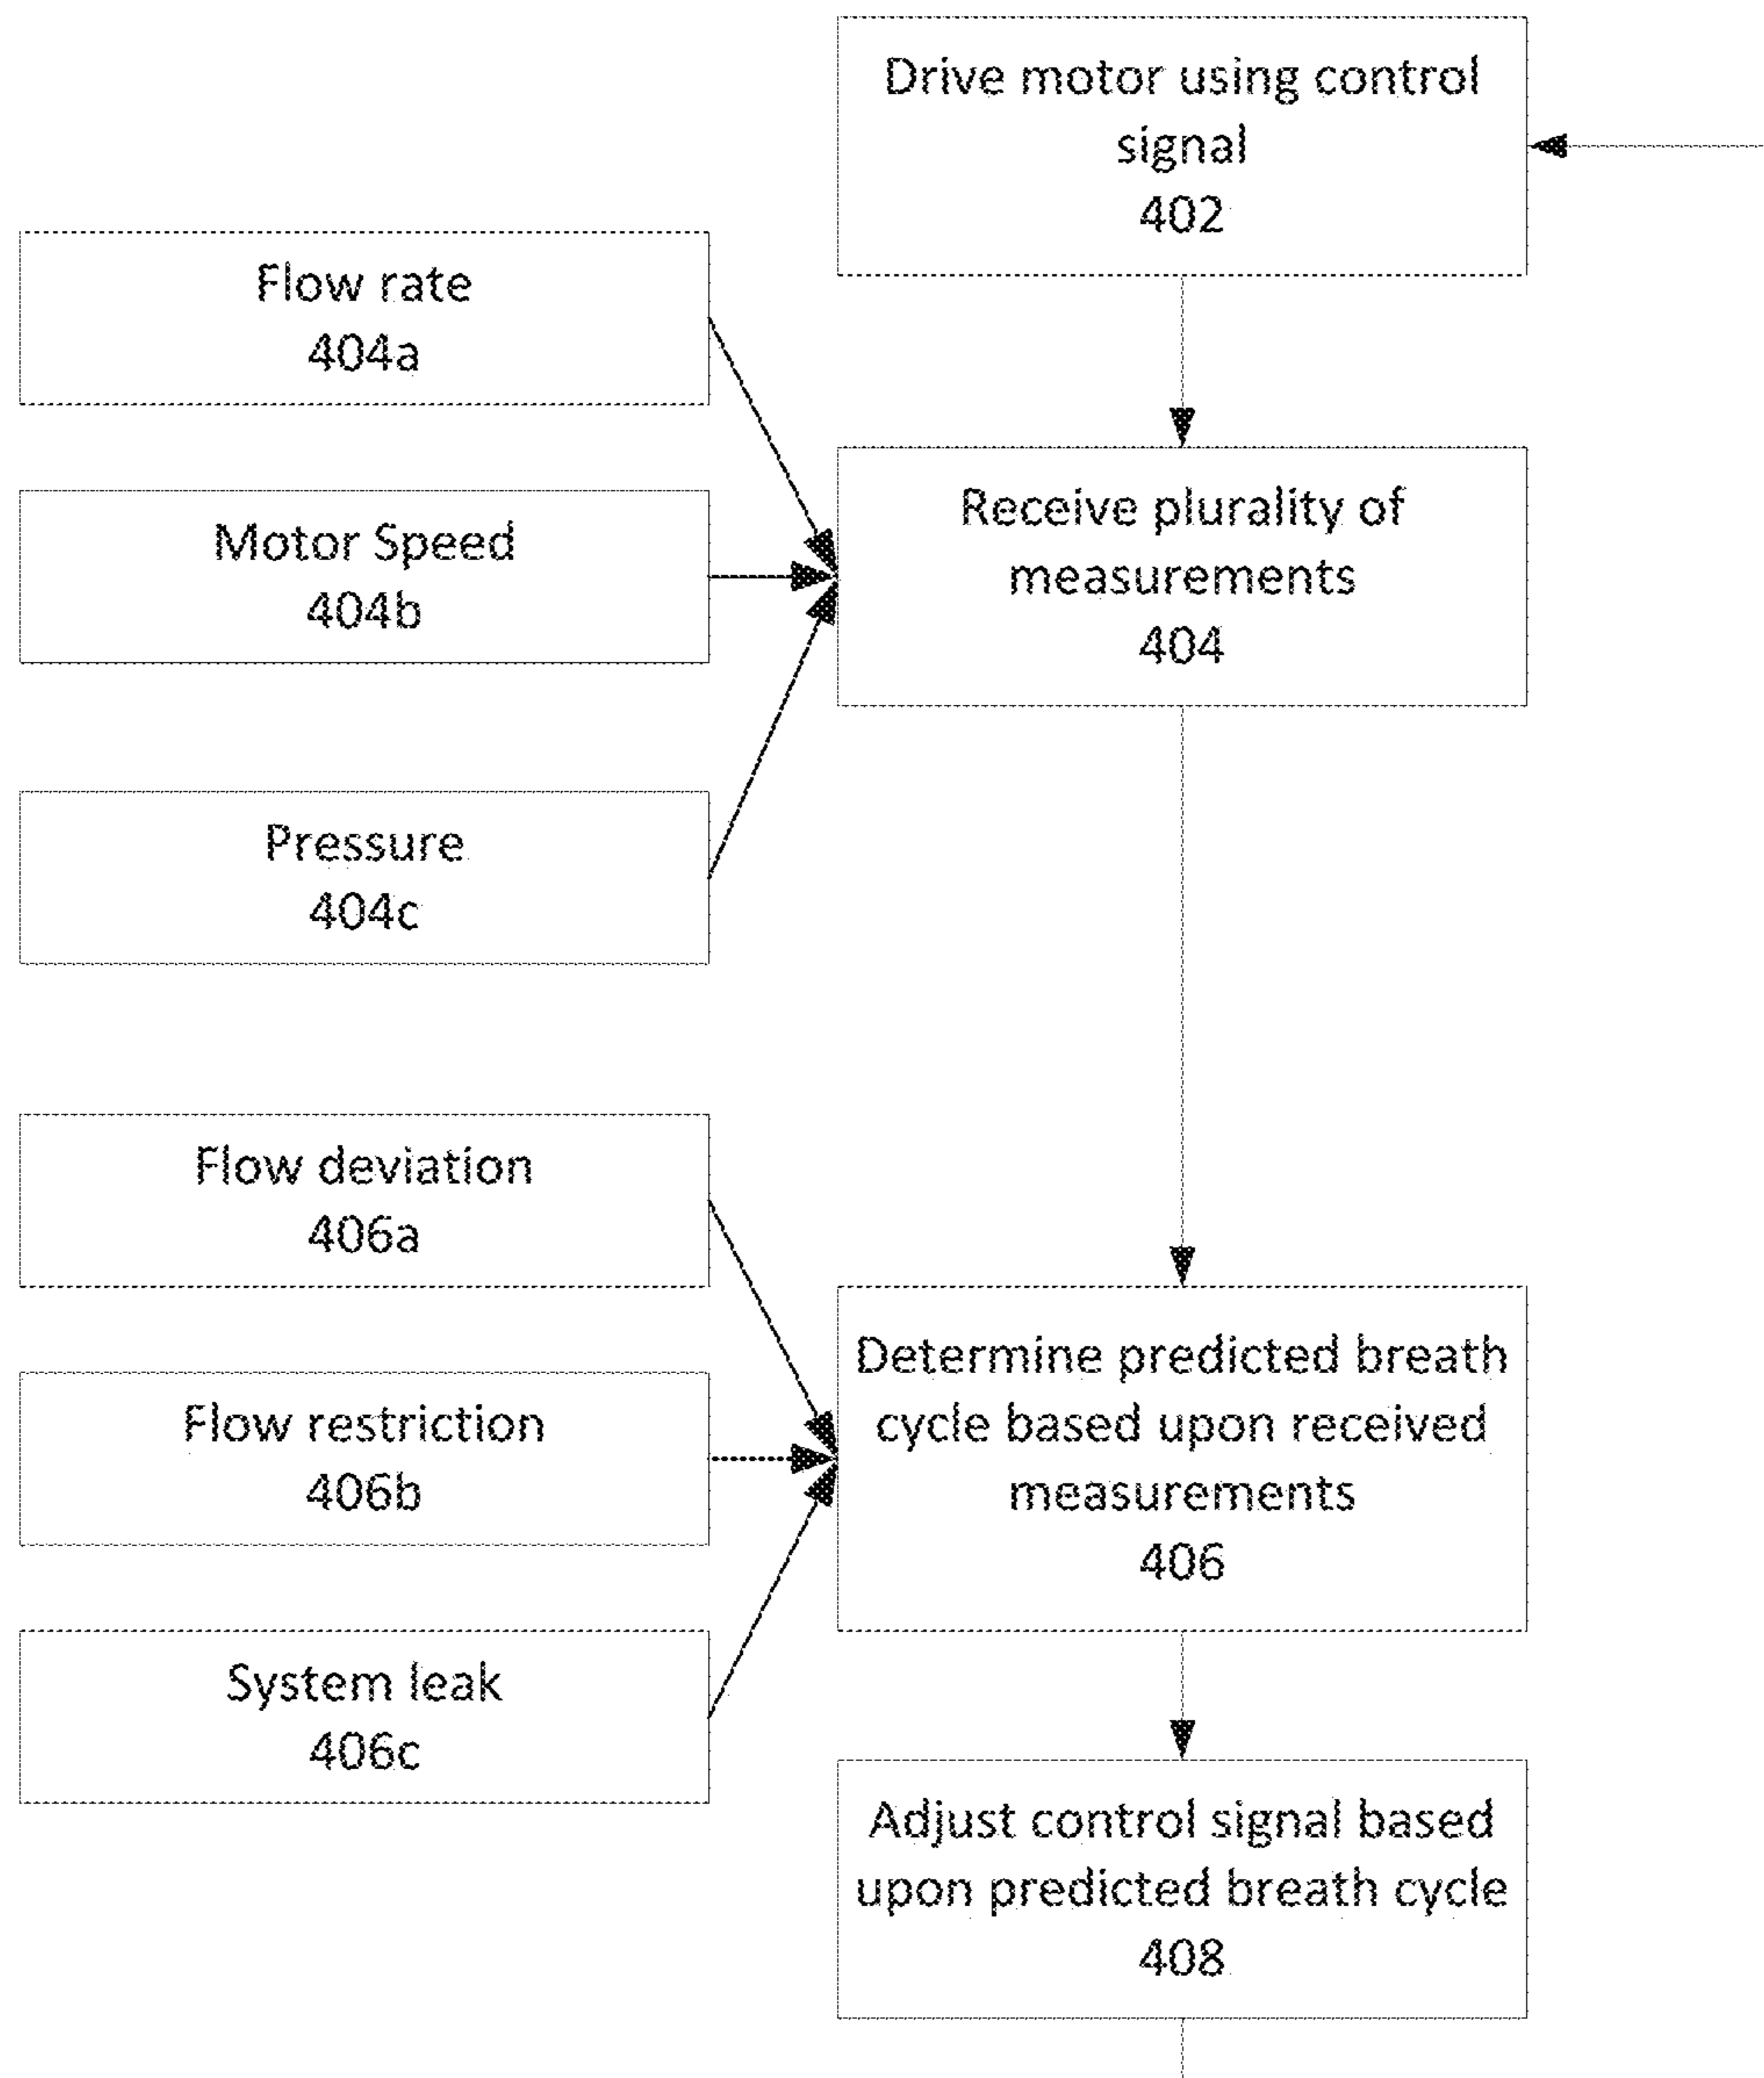 Drive motor using control
signal
402
Flow rate
404a
Motor Speed
404b
Receive plurality of
measurements
404
Pressure
404c
Flow deviation
406a
Flow restriction
406b
System leak
406c
Determine predicted breath
cycle based upon received
measurements
406
Adjust control signal based
upon predicted breath cycle
408